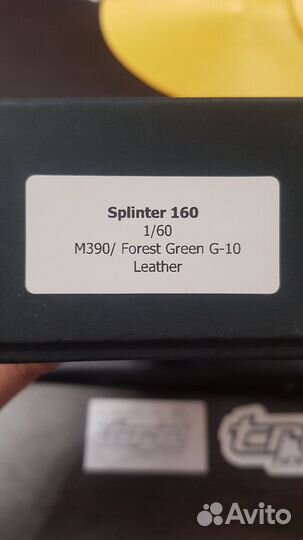 Splinter 160
1/60
M390/ Forest Green G-10
Leather
Avito